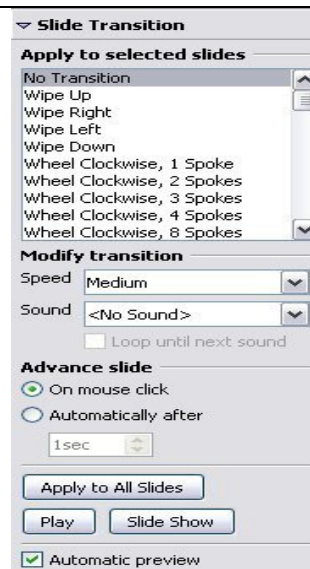 Slide Transition
Apply to selected slides
No Transition
Wipe Up
Wipe Right
Wipe Left
Wipe Down
Wheel Clockwise, 1 Spoke
Wheel Clockwise, 2 Spokes
Wheel Clockwise, 3 Spokes
Wheel Clockwise, 4 Spokes
Wheel Clockwise, 8 Spokes
Modify transition
Speed Medium
Sound <No Sound>
Loop until next sound
Advance slide
On mouse click
Automatically after
1sec
Apply to All Slides
Play Slide Show
Automatic preview